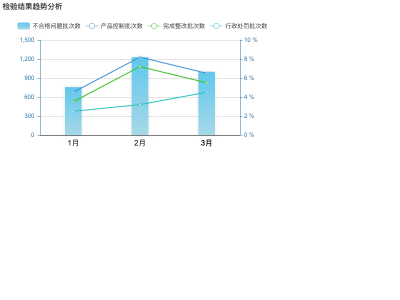 检验结果趋势分析
不合格问题批次数 产品控制批次数 完成整改批次数 行政处罚批次数
1,500 10 %
1,200 8 %
900 6 %
600 4 %
300 2 %
0 0 %
1月 2月 3月